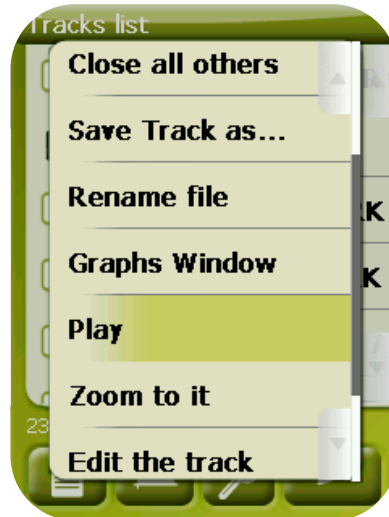 Tracks list
Close all others
Save Track as...
Rename file
Graphs Window
Play
Zoom to it
Edit the track
K
K
23